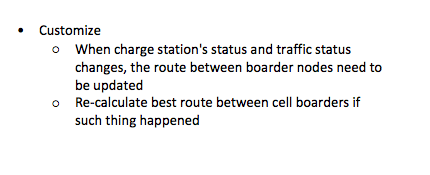 • Customize
o When charge station's status and traffic status
changes, the route between boarder nodes need to
be updated
o Re-calculate best route between cell boarders if
such thing happened